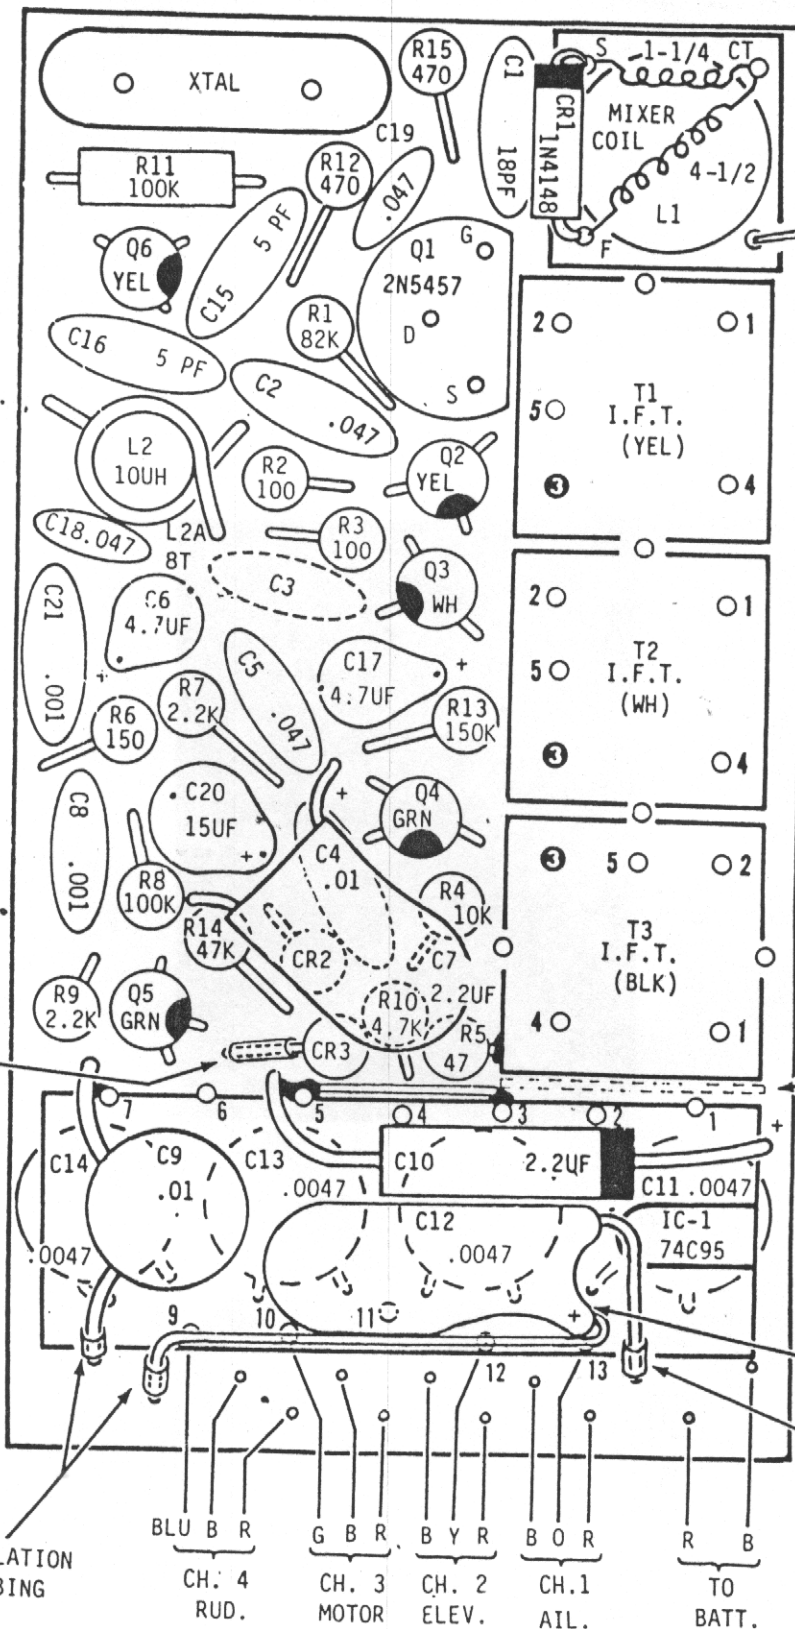 XTAL
R15
470
C1
18PF
CR1
1N4148
S
1-1/4
CT
MIXER
COIL
4-1/2
L1
F
C19
.047
R11
100K
R12
470
Q6
YEL
C15
5 PF
Q1
2N5457
G
D
S
R1
82K
C16
5 PF
C2
.047
2
1
T1
I.F.T.
(YEL)
5
3
4
L2
10UH
R2
100
Q2
YEL
C18
.047
L2A
8T
R3
100
C3
Q3
WH
2
1
T2
I.F.T.
(WH)
5
3
4
C21
.001
C6
4.7UF
+
C5
.047
C17
4.7UF
+
R6
150
R7
2.2K
R13
150K
C8
.001
C20
15UF
+
+
Q4
GRN
C4
.01
R8
100K
R14
47K
R4
10K
3
5
2
T3
I.F.T.
(BLK)
4
1
CR2
C7
2.2UF
R9
2.2K
Q5
GRN
R10
4.7K
CR3
R5
47
7
6
5
4
3
2
1
+
C14
.0047
C9
.01
C13
.0047
C10
2.2UF
C11
.0047
C12
.0047
IC-1
74C95
9
10
11
+
12
13
LATION
BING
BLU
B
R
G
B
R
B
Y
R
B
O
R
R
B
CH. 4
RUD.
CH. 3
MOTOR
CH. 2
ELEV.
CH.1
AIL.
TO
BATT.